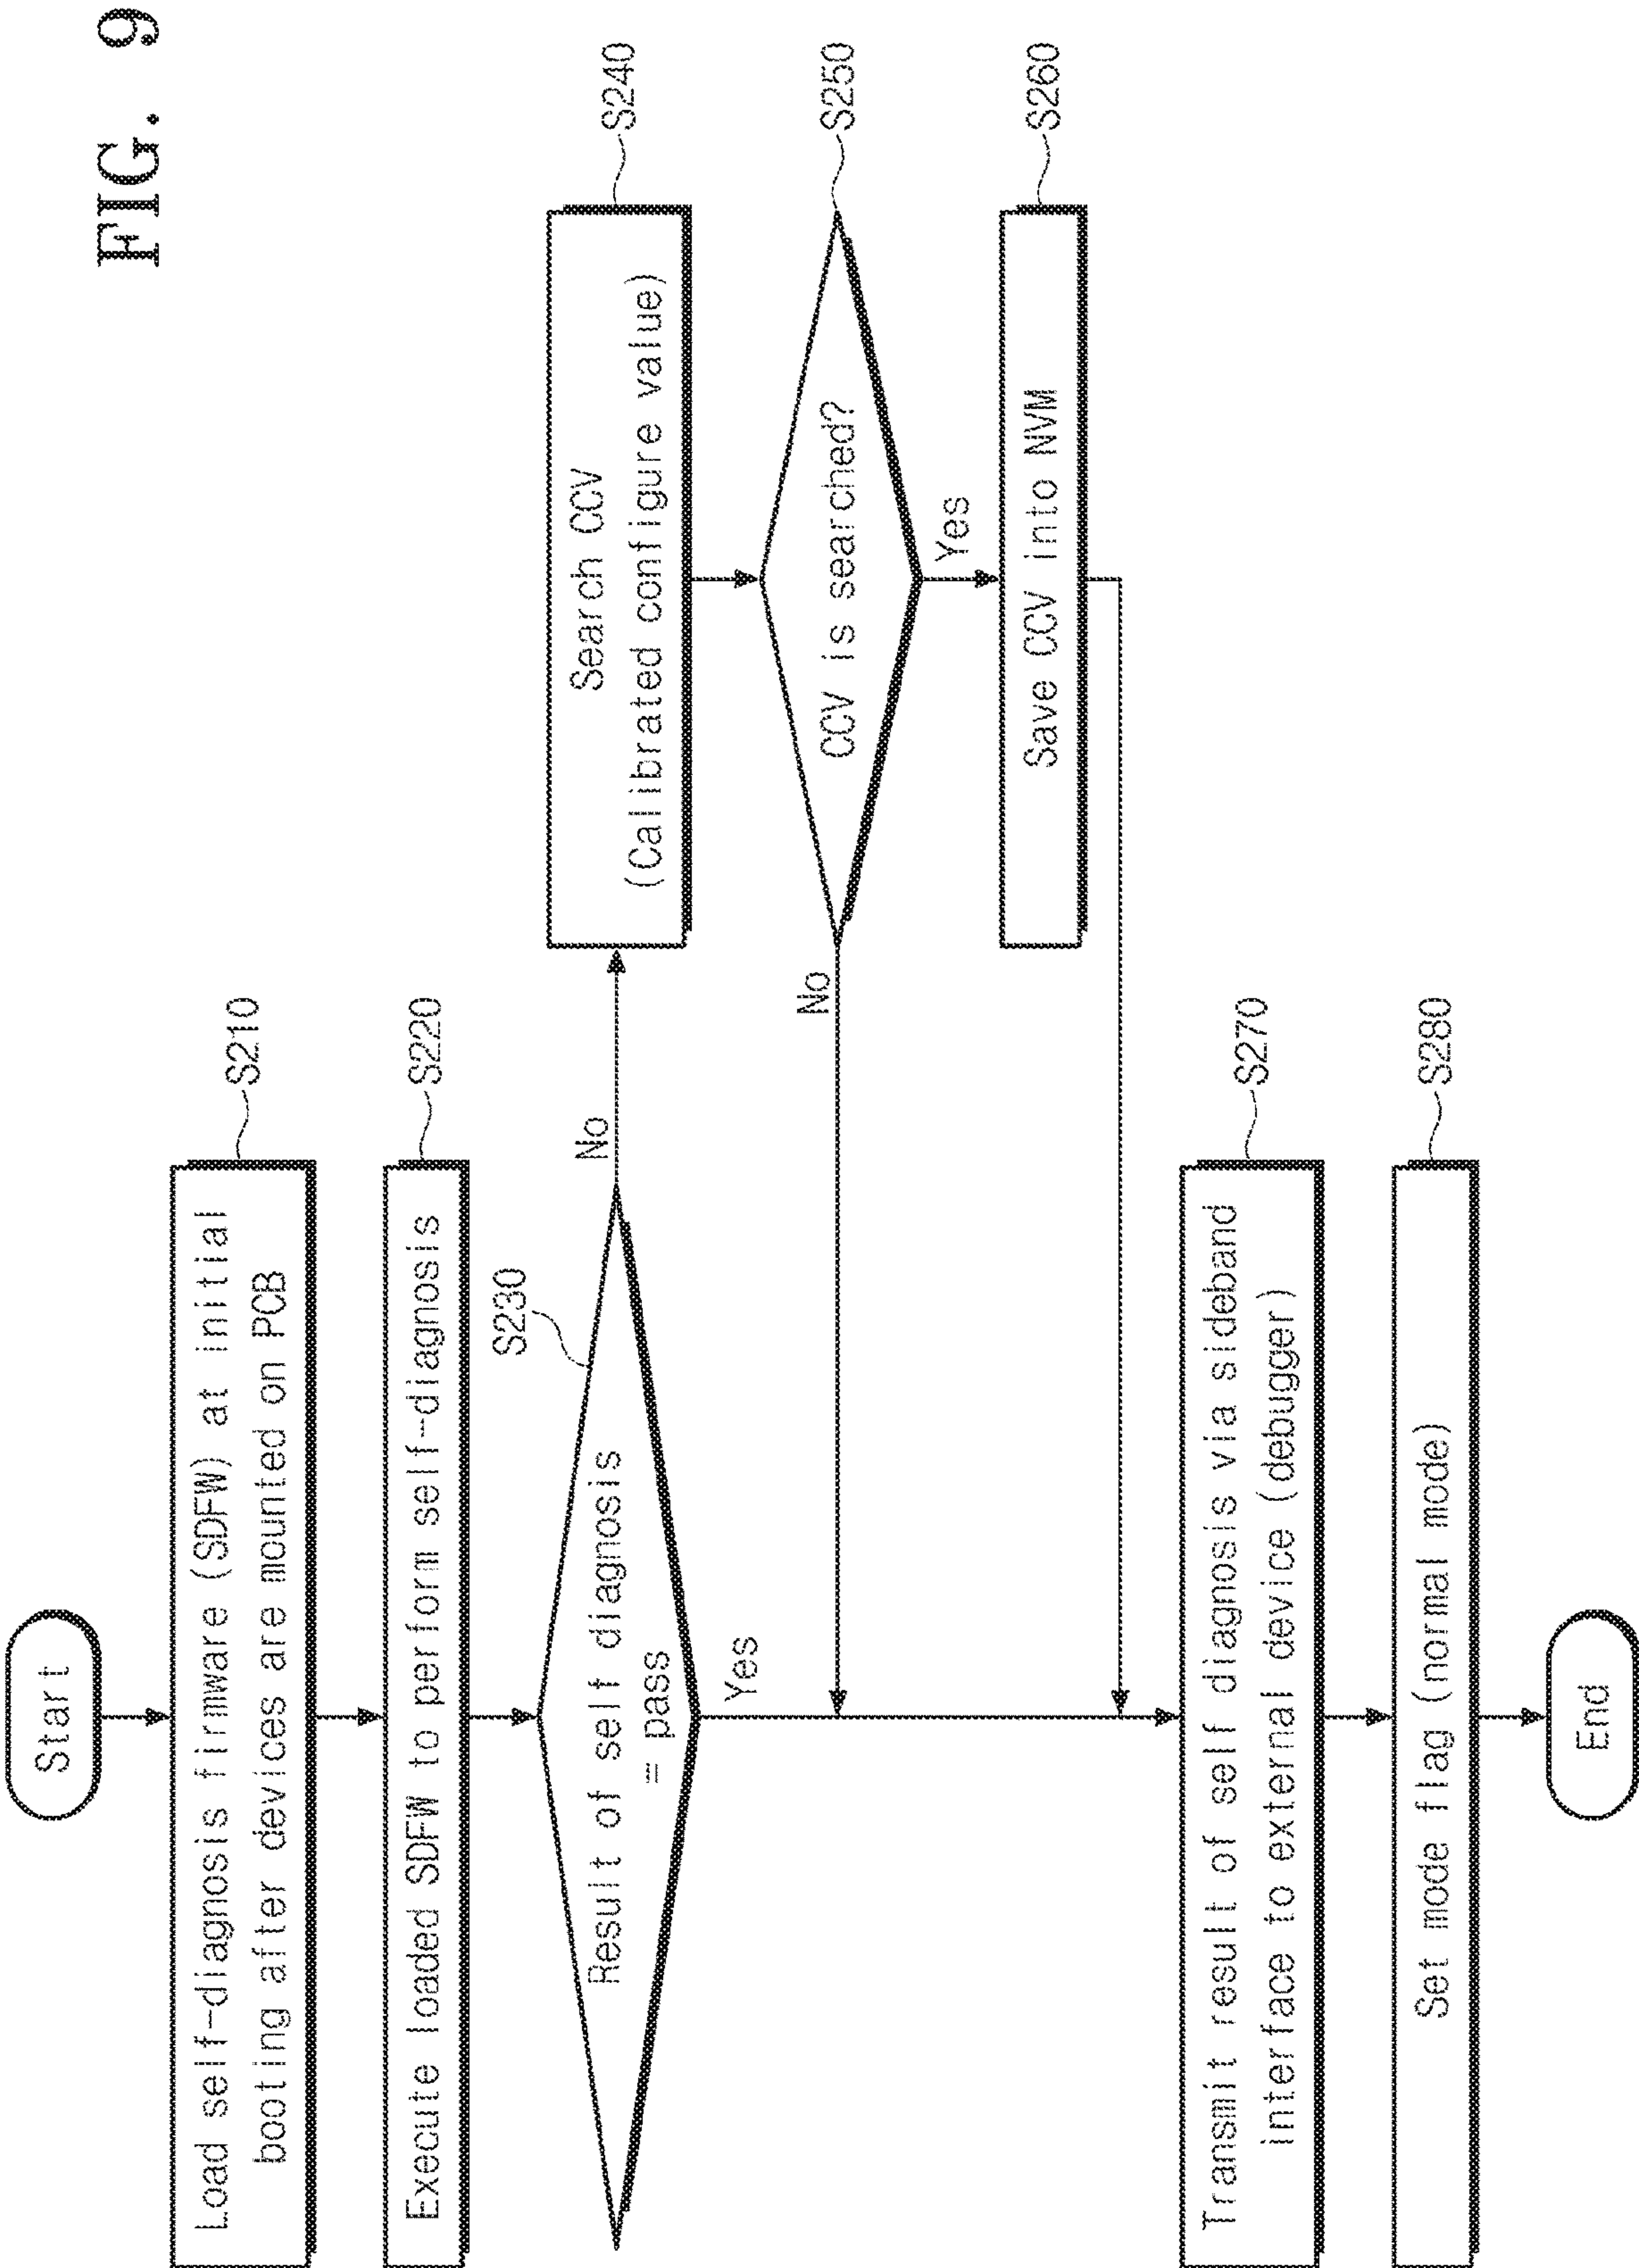 FIG. 9
Start
Load self-diagnosis firmware (SDFW) at initial
booting after devices are mounted on PCB
S210
Execute loaded SDFW to perform self-diagnosis
S220
S230
Result of self diagnosis
= pass
No
Yes
Search CCV
(Calibrated configure value)
S240
CCV is searched?
S250
No
Yes
Save CCV into NVM
S260
Transmit result of self diagnosis via sideband
interface to external device (debugger)
S270
Set mode flag (normal mode)
S280
End